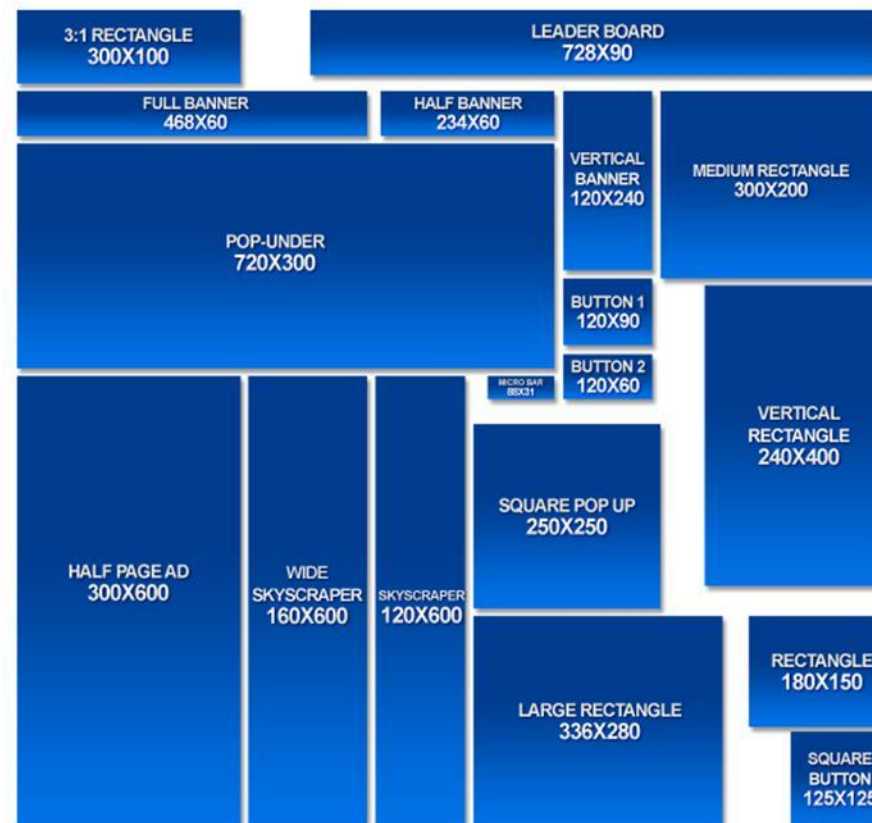 3:1 RECTANGLE
300X100
LEADER BOARD
728X90
FULL BANNER
468X60
HALF BANNER
234X60
VERTICAL
BANNER
120X240
MEDIUM RECTANGLE
300X200
POP-UNDER
720X300
BUTTON 1
120X90
BUTTON 2
120X60
MICRO BAR
88X31
VERTICAL
RECTANGLE
240X400
SQUARE POP UP
250X250
HALF PAGE AD
300X600
WIDE
SKYSCRAPER
160X600
SKYSCRAPER
120X600
RECTANGLE
180X150
LARGE RECTANGLE
336X280
SQUARE
BUTTON
125X125